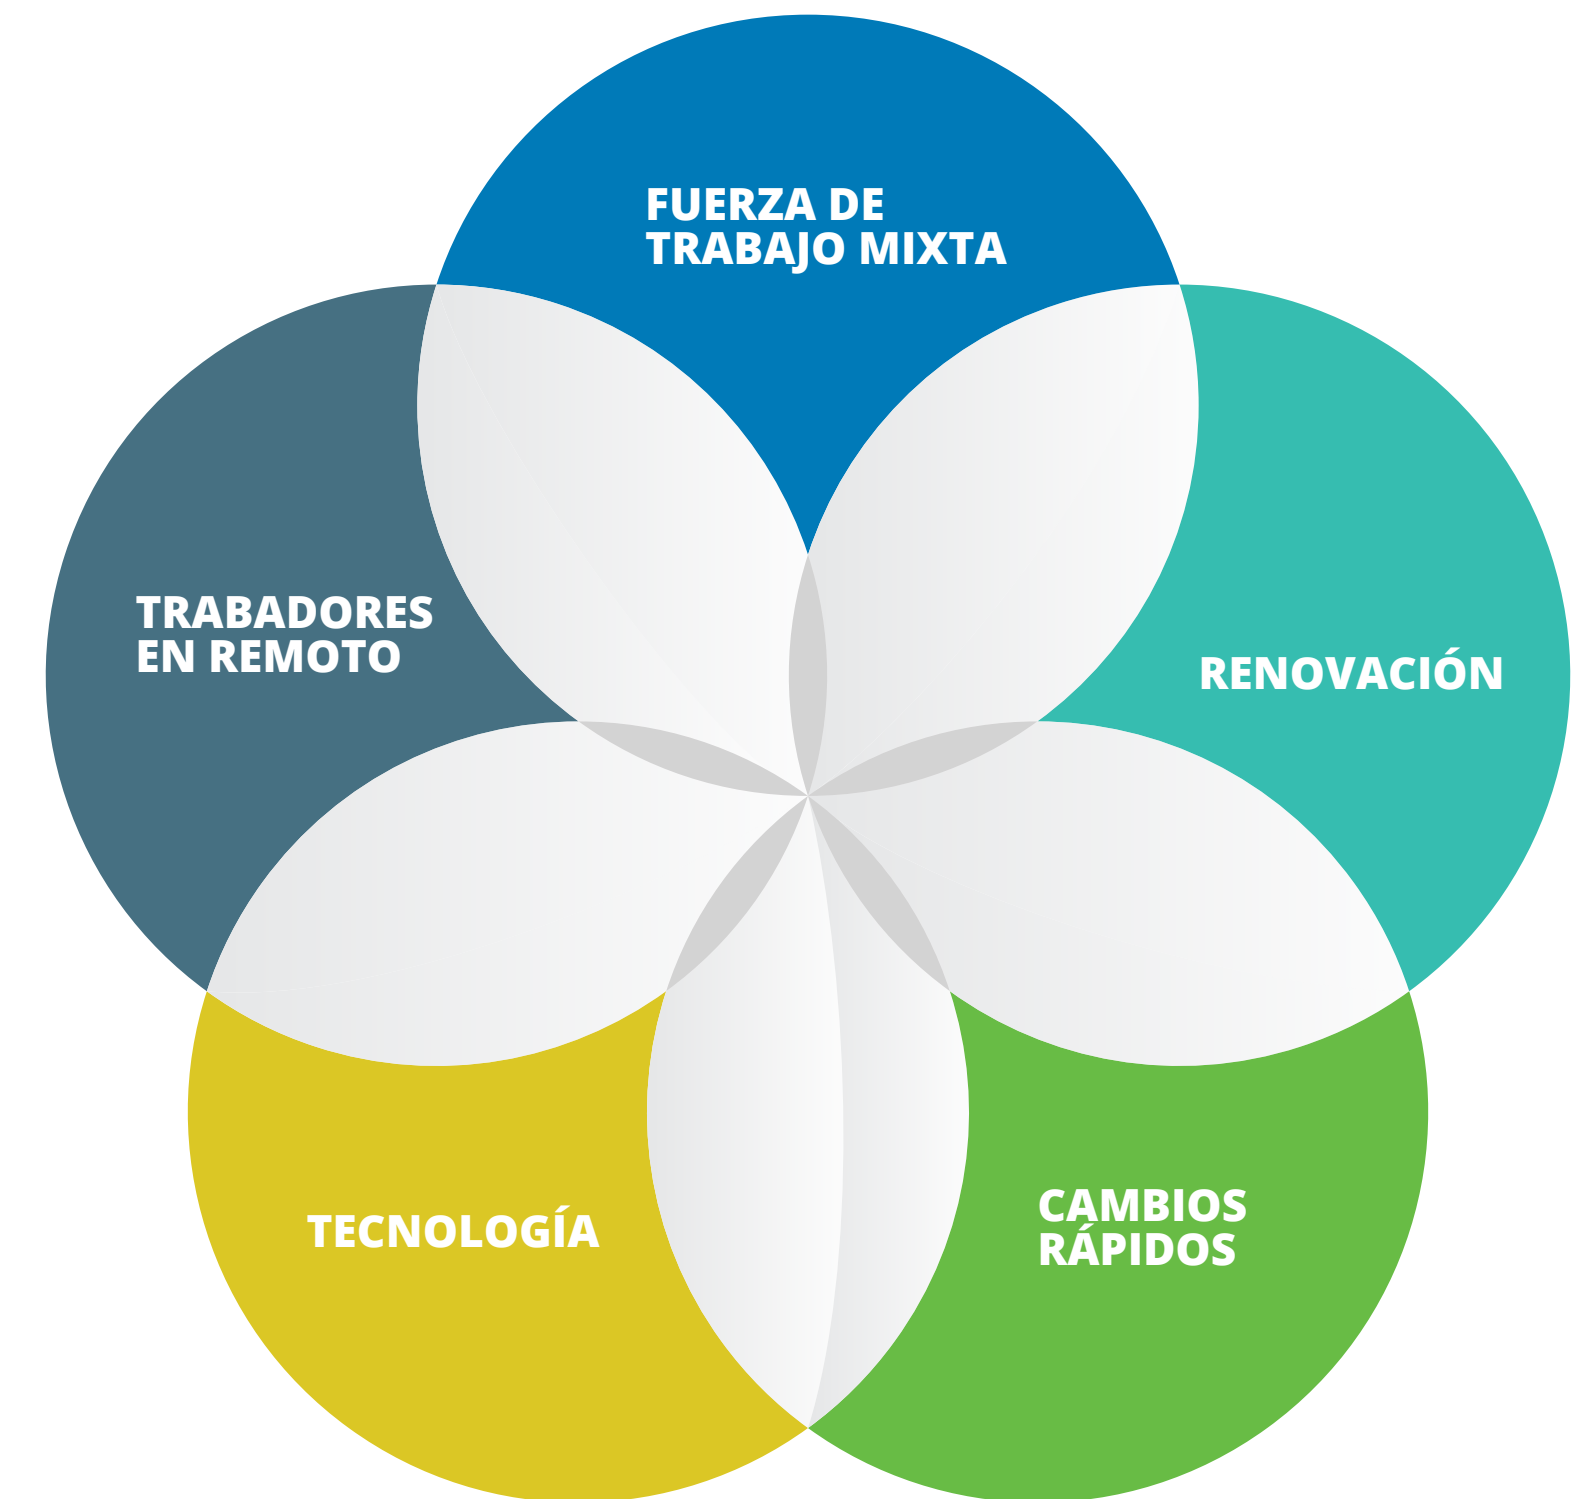 FUERZA DE
TRABAJO MIXTA
TRABADORES
EN REMOTO
RENOVACIÓN
TECNOLOGÍA
CAMBIOS
RÁPIDOS